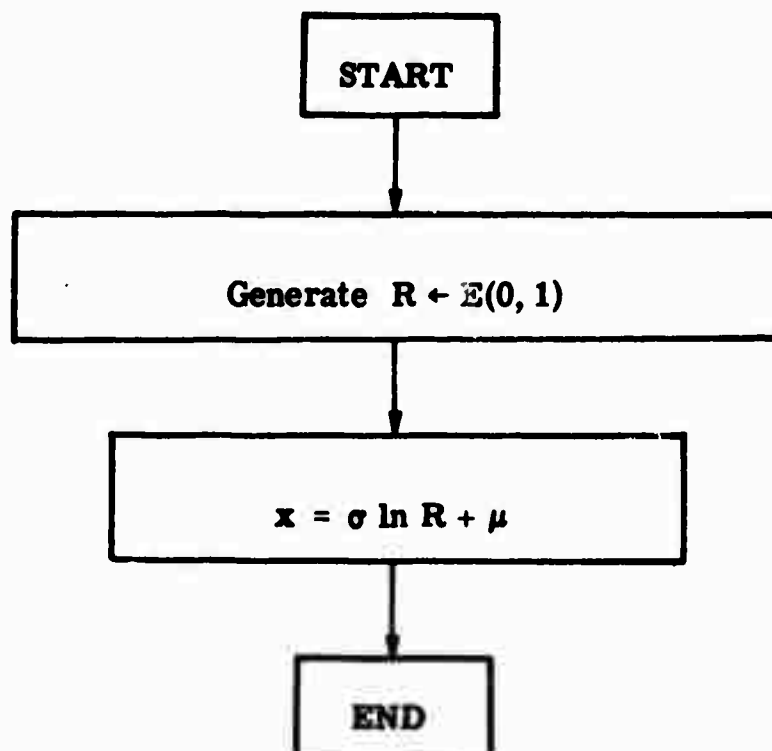 START
Generate R ← E(0, 1)
x = σ ln R + μ
END